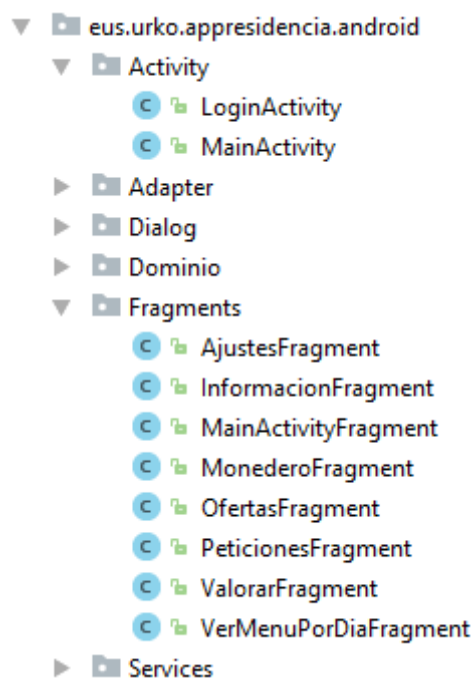 eus.urko.appresidencia.android
Activity
C LoginActivity
C MainActivity
Adapter
Dialog
Dominio
Fragments
C AjustesFragment
C InformacionFragment
C MainActivityFragment
C MonederoFragment
C OfertasFragment
C PeticionesFragment
C ValorarFragment
C VerMenuPorDiaFragment
Services